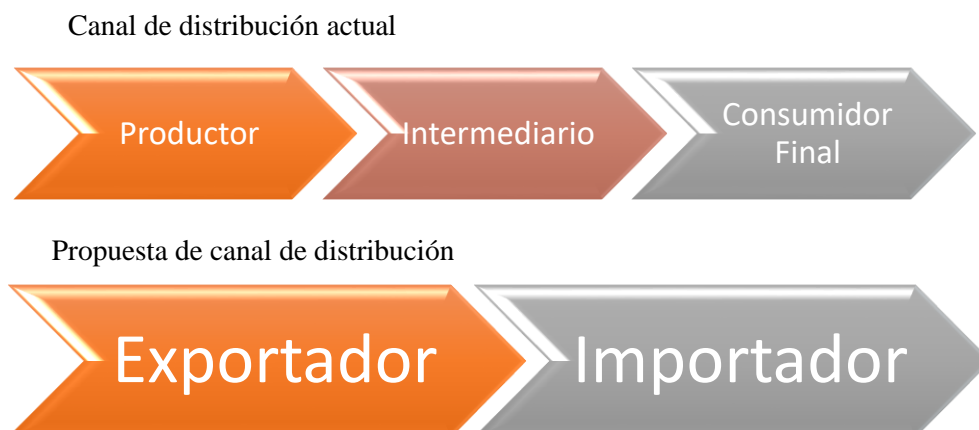 Canal de distribución actual
Productor
Intermediario
Consumidor
Final
Propuesta de canal de distribución
Exportador
Importador